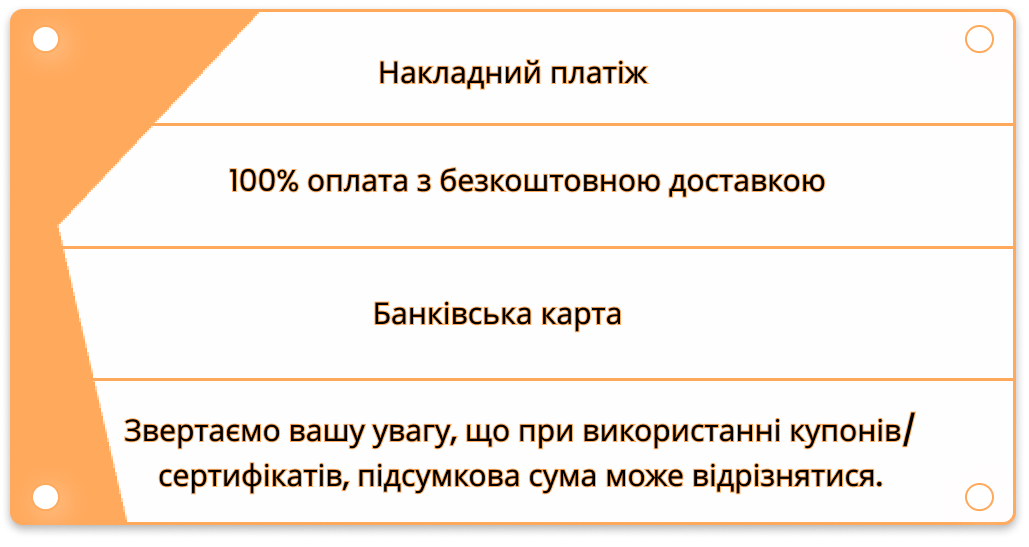 Накладний платіж
100% оплата з безкоштовною доставкою
Банківська карта
Звертаємо вашу увагу, що при використанні купонів/
сертифікатів, підсумкова сума може відрізнятися.